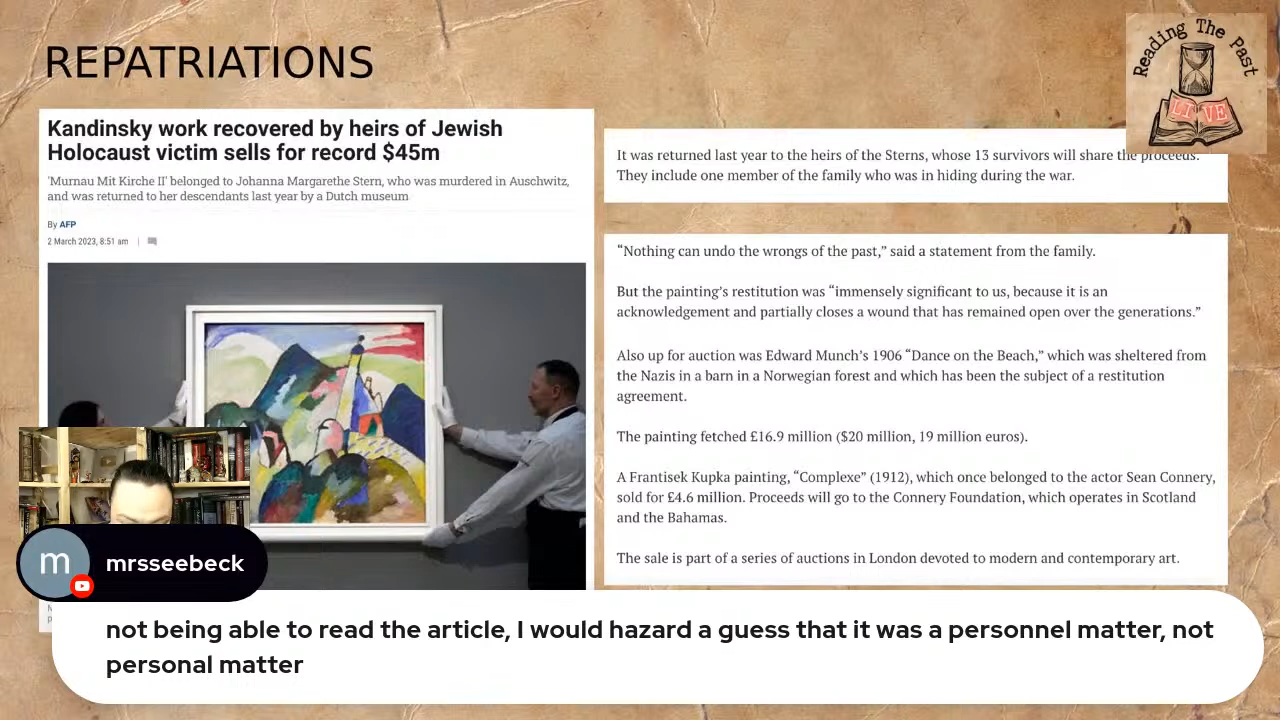 REPATRIATIONS
Reading The Past
LIVE
Kandinsky work recovered by heirs of Jewish
Holocaust victim sells for record $45m
'Murnau Mit Kirche II' belonged to Johanna Margarethe Stern, who was murdered in Auschwitz,
and was returned to her descendants last year by a Dutch museum
By AFP
2 March 2023, 8:51 am
It was returned last year to the heirs of the Sterns, whose 13 survivors will share the proceeds.
They include one member of the family who was in hiding during the war.
“Nothing can undo the wrongs of the past,” said a statement from the family.
But the painting’s restitution was “immensely significant to us, because it is an
acknowledgement and partially closes a wound that has remained open over the generations.”
Also up for auction was Edward Munch’s 1906 “Dance on the Beach,” which was sheltered from
the Nazis in a barn in a Norwegian forest and which has been the subject of a restitution
agreement.
The painting fetched £16.9 million ($20 million, 19 million euros).
A Frantisek Kupka painting, “Complexe” (1912), which once belonged to the actor Sean Connery,
sold for £4.6 million. Proceeds will go to the Connery Foundation, which operates in Scotland
and the Bahamas.
The sale is part of a series of auctions in London devoted to modern and contemporary art.
m
mrsseebeck
not being able to read the article, I would hazard a guess that it was a personnel matter, not
personal matter